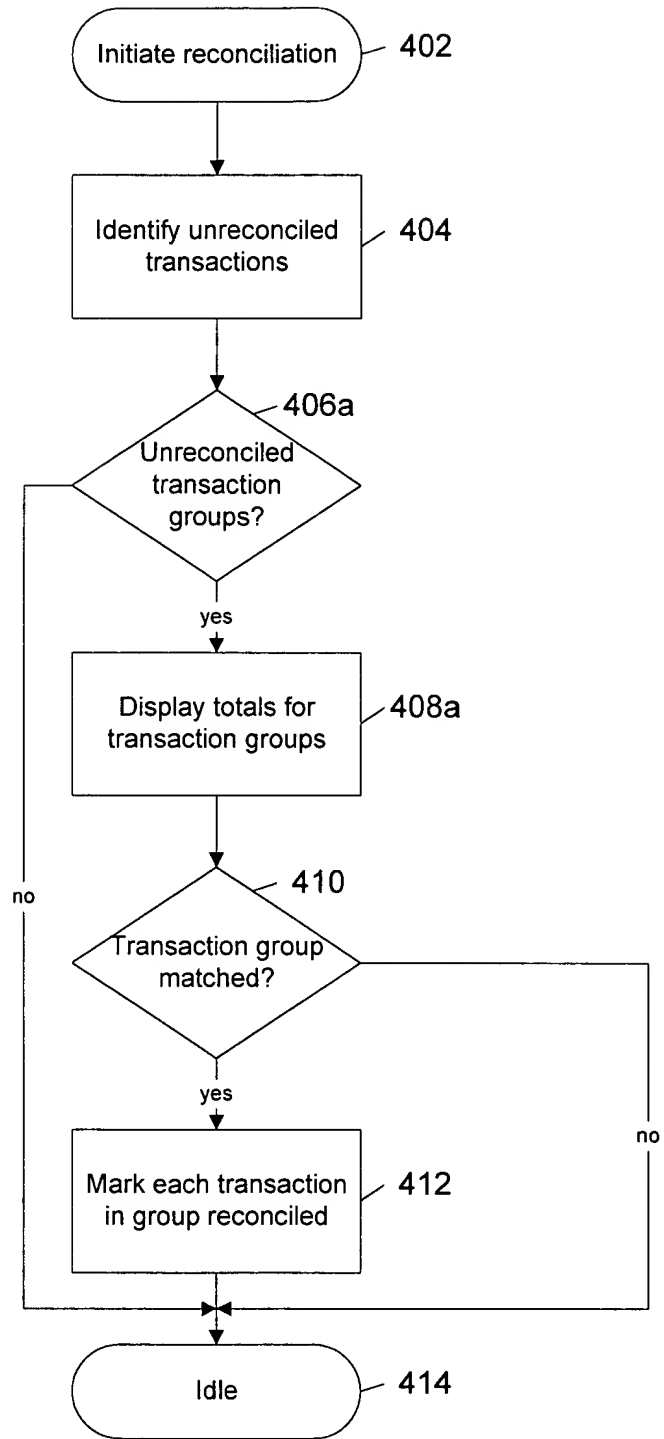 Initiate reconciliation
402
Identify unreconciled
transactions
404
406a
Unreconciled
transaction
groups?
yes
Display totals for
transaction groups
408a
410
no
Transaction group
matched?
yes
no
Mark each transaction
in group reconciled
412
Idle
414